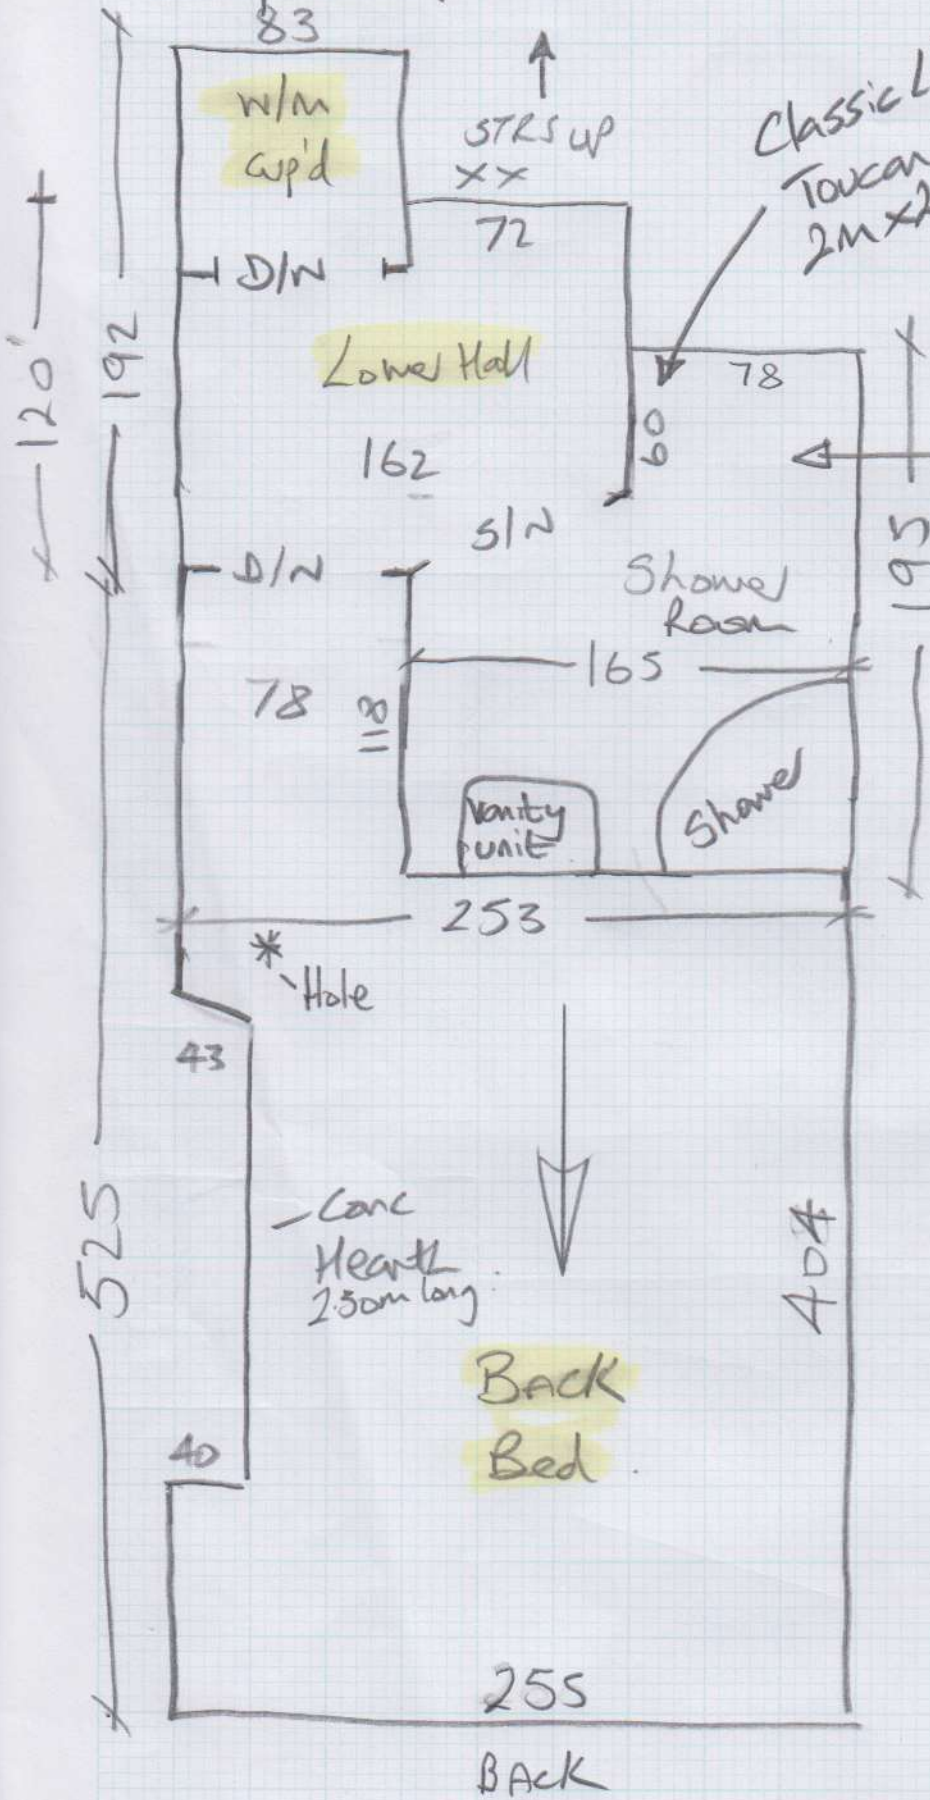 83
W/M
Cup'd
STRS UP
XX
72
Classic L
Toucan
2M x2
D/W
120
192
Lower Hall
78
60
162
S/N
195
D/N
Shower
Room
165
78
118
Vanity
unit
Shower
253
Hole
43
Conc
Hearth
2.50m long
525
404
Back
Bed
40
255
BACK